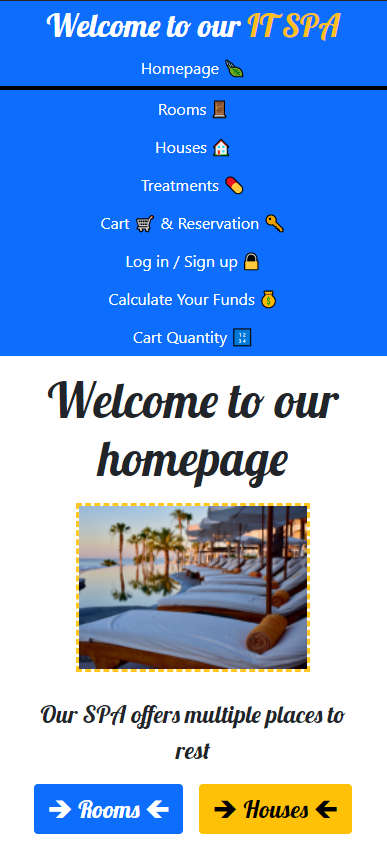 Welcome to our IT SPA
Homepage 🍃
Rooms 🚪
Houses 🏠
Treatments 💊
Cart 🛒 & Reservation 🔑
Log in / Sign up 🔒
Calculate Your Funds 💰
Cart Quantity 🔢
Welcome to our
homepage
Our SPA offers multiple places to
rest
→ Rooms ←
→ Houses ←